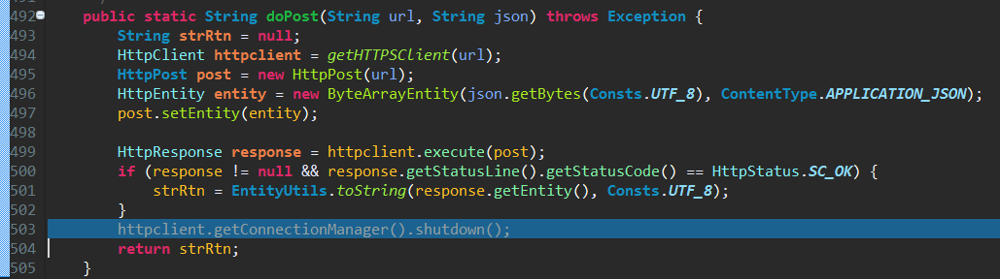 492 public static String doPost(String url, String json) throws Exception {
493 String strRtn = null;
494 HttpClient httpclient = getHTTPSClient(url);
495 HttpPost post = new HttpPost(url);
496 HttpEntity entity = new ByteArrayEntity(json.getBytes(Consts.UTF_8), ContentType.APPLICATION_JSON);
497 post.setEntity(entity);
498
499 HttpResponse response = httpclient.execute(post);
500 if (response != null && response.getStatusLine().getStatusCode() == HttpStatus.SC_OK) {
501 strRtn = EntityUtils.toString(response.getEntity(), Consts.UTF_8);
502 }
503 httpclient.getConnectionManager().shutdown();
504 return strRtn;
505 }